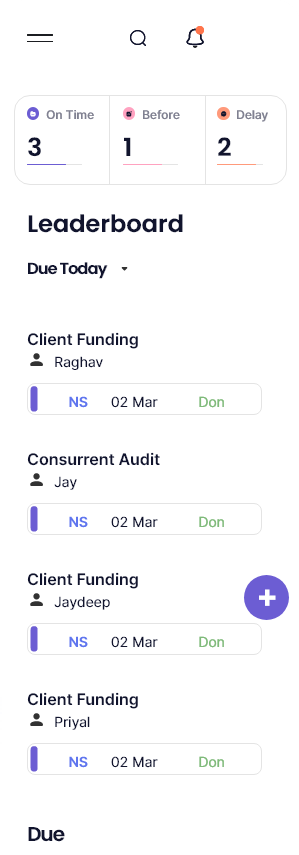 On Time Before Delay
3 1 2
Leaderboard
Due Today
Client Funding
Raghav
NS 02 Mar Don
Consurrent Audit
Jay
NS 02 Mar Don
Client Funding
Jaydeep
NS 02 Mar Don
Client Funding
Priyal
NS 02 Mar Don
Due